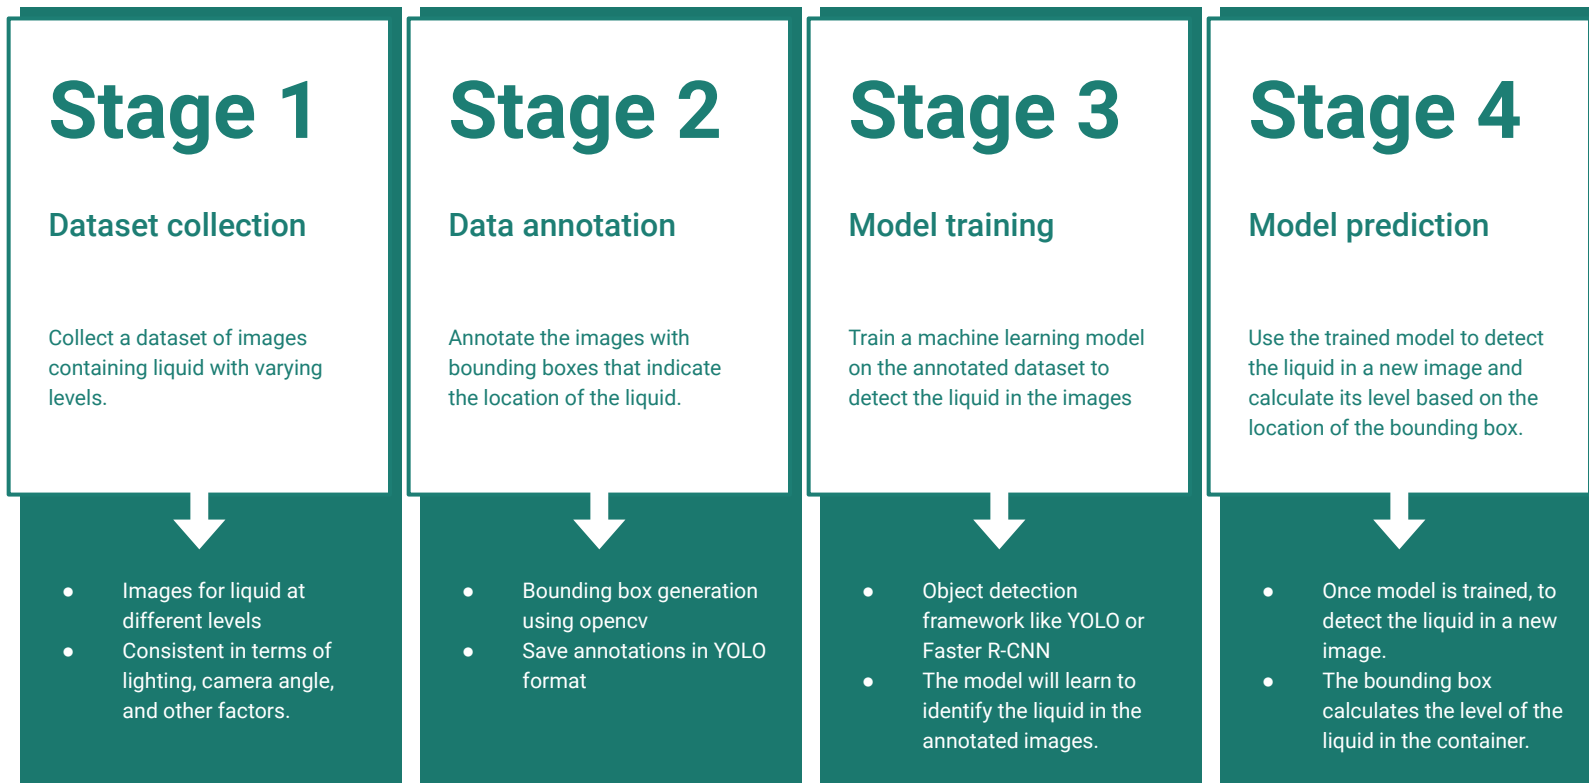 Stage 1
Dataset collection
Collect a dataset of images
containing liquid with varying
levels.
● Images for liquid at
different levels
● Consistent in terms of
lighting, camera angle,
and other factors.
Stage 2
Data annotation
Annotate the images with
bounding boxes that indicate
the location of the liquid.
● Bounding box generation
using opencv
● Save annotations in YOLO
format
Stage 3
Model training
Train a machine learning model
on the annotated dataset to
detect the liquid in the images
● Object detection
framework like YOLO or
Faster R-CNN
● The model will learn to
identify the liquid in the
annotated images.
Stage 4
Model prediction
Use the trained model to detect
the liquid in a new image and
calculate its level based on the
location of the bounding box.
● Once model is trained, to
detect the liquid in a new
image.
● The bounding box
calculates the level of the
liquid in the container.